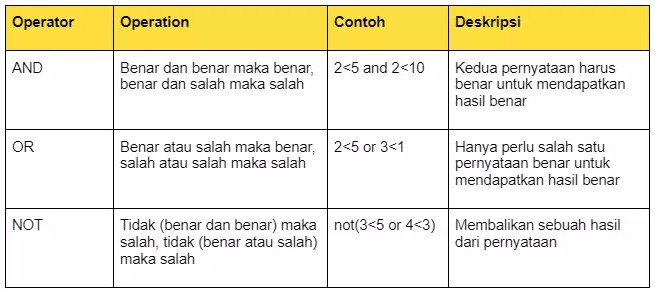 Operator Operation Contoh Deskripsi
AND Benar dan benar maka benar, 2<5 and 2<10 Kedua pernyataan harus
benar dan salah maka salah benar untuk mendapatkan
hasil benar
OR Benar atau salah maka benar, 2<5 or 3<1 Hanya perlu salah satu
salah atau salah maka salah pernyataan benar untuk
mendapatkan hasil benar
NOT Tidak (benar dan benar) maka not(3<5 or 4<3) Membalikan sebuah hasil
salah, tidak (benar atau salah) dari pernyataan
maka salah